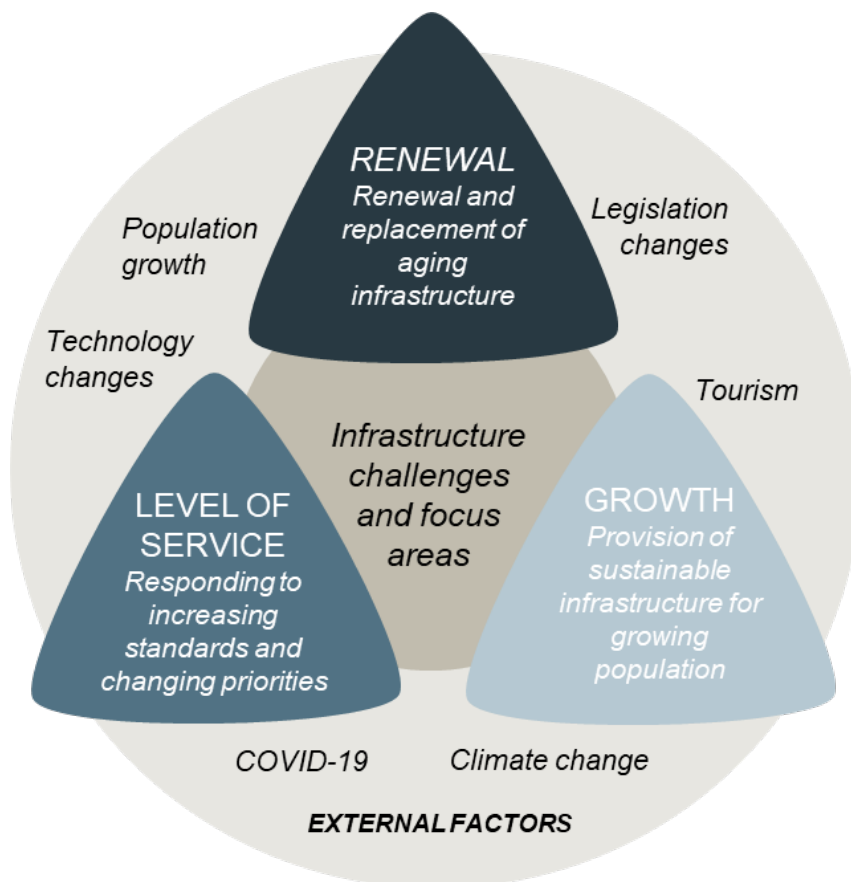 RENEWAL
Renewal and
replacement of
aging
infrastructure
Population
growth
Legislation
changes
Technology
changes
Tourism
Infrastructure
challenges
and focus
areas
LEVEL OF
SERVICE
Responding to
increasing
standards and
changing priorities
GROWTH
Provision of
sustainable
infrastructure for
growing
population
COVID-19
Climate change
EXTERNAL FACTORS